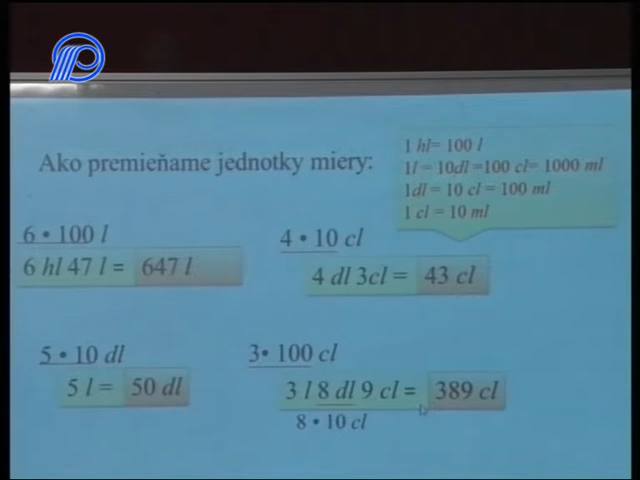 Ako premieňame jednotky miery:
1 hl= 100 l
1l = 10dl =100 cl= 1000 ml
1dl = 10 cl = 100 ml
1 cl = 10 ml
6 • 100 l
6 hl 47 l = 647 l
4 • 10 cl
4 dl 3cl = 43 cl
5 • 10 dl
5 l = 50 dl
3• 100 cl
3 l 8 dl 9 cl = 389 cl
8 • 10 cl